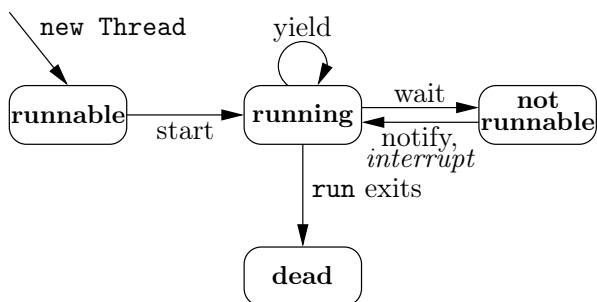 new Thread
yield
runnable
start
running
wait
not
runnable
notify,
interrupt
run exits
dead